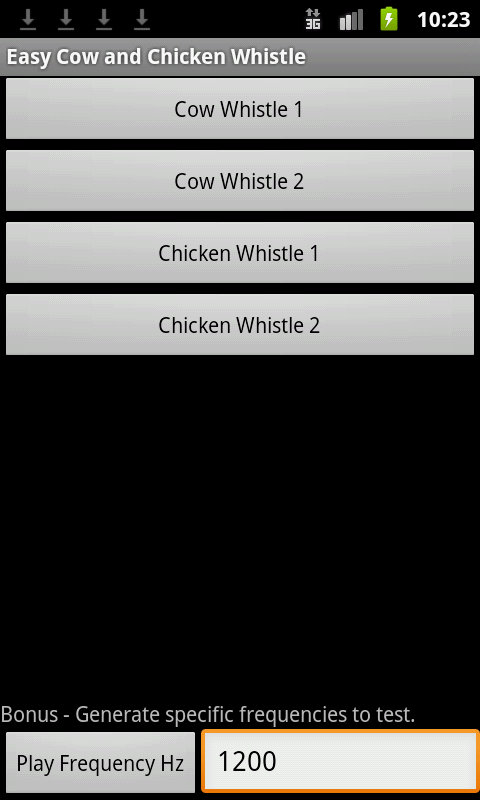 3G 10:23
Easy Cow and Chicken Whistle
Cow Whistle 1
Cow Whistle 2
Chicken Whistle 1
Chicken Whistle 2
Bonus - Generate specific frequencies to test.
Play Frequency Hz 1200